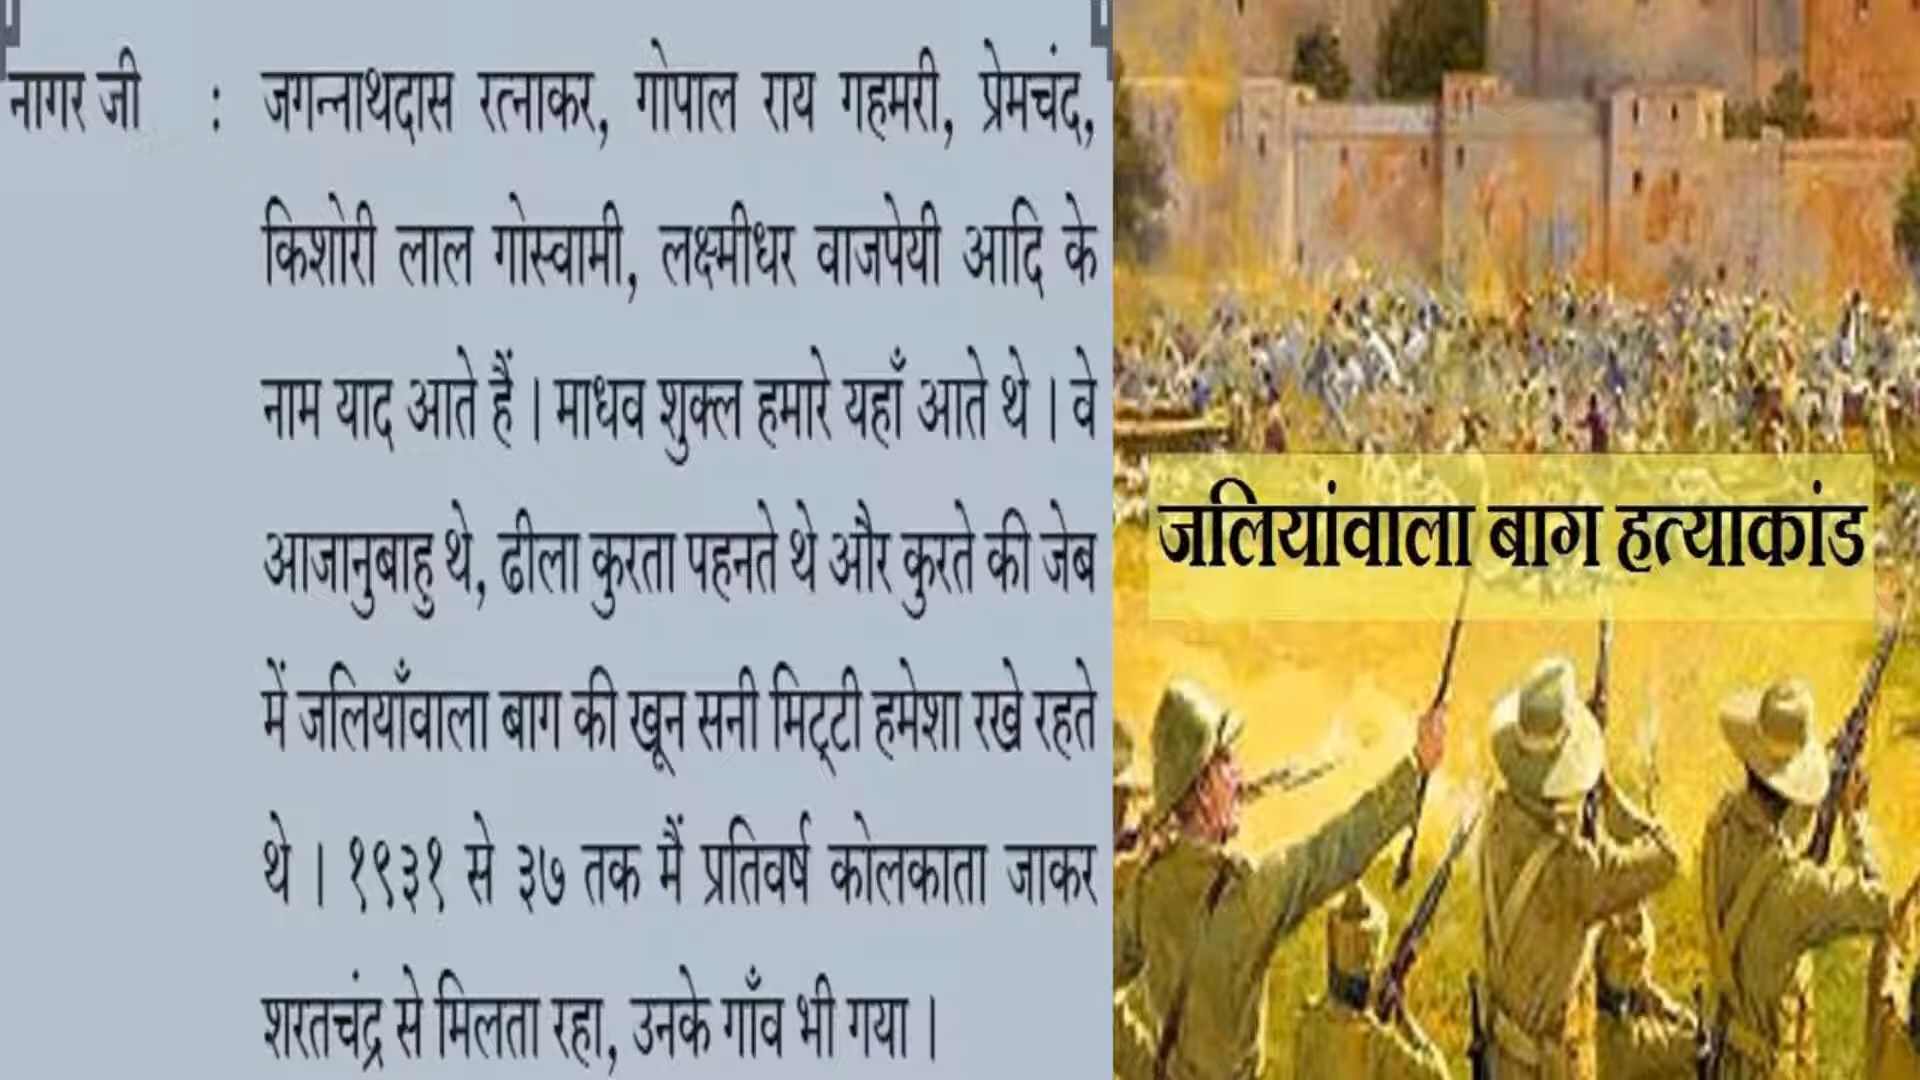 नागर जी : जगन्नाथदास रत्नाकर, गोपाल राय गहमरी, प्रेमचंद,
किशोरी लाल गोस्वामी, लक्ष्मीधर वाजपेयी आदि के
नाम याद आते हैं । माधव शुक्ल हमारे यहाँ आते थे । वे
आजानुबाहु थे, ढीला कुरता पहनते थे और कुरते की जेब
में जलियाँवाला बाग की खून सनी मिट्टी हमेशा रखे रहते
थे । १९३१ से ३७ तक मैं प्रतिवर्ष कोलकाता जाकर
शरतचंद्र से मिलता रहा, उनके गाँव भी गया ।
जलियांवाला बाग हत्याकांड